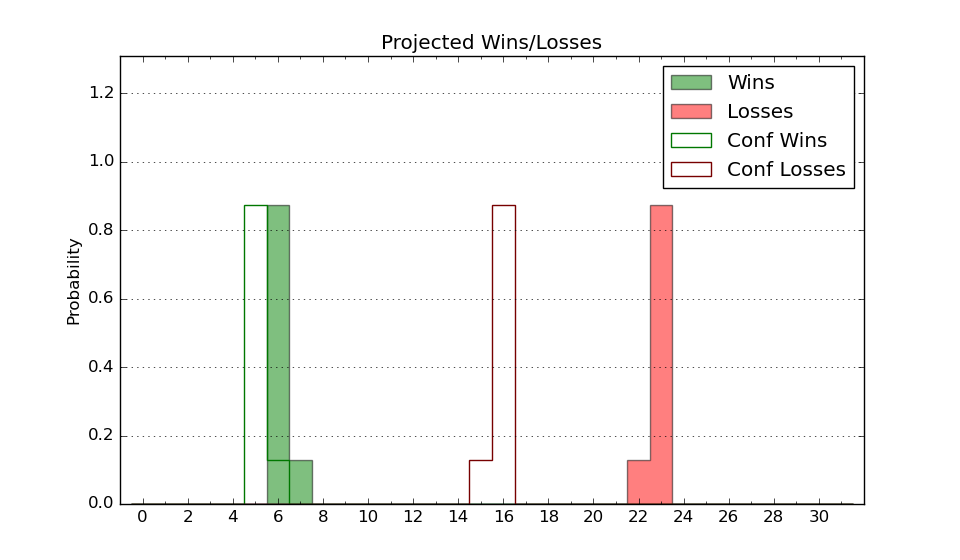 Projected Wins/Losses
Wins
Losses
Conf Wins
Conf Losses
Probability
1.2
1.0
0.8
0.6
0.4
0.2
0.0
0 2 4 6 8 10 12 14 16 18 20 22 24 26 28 30